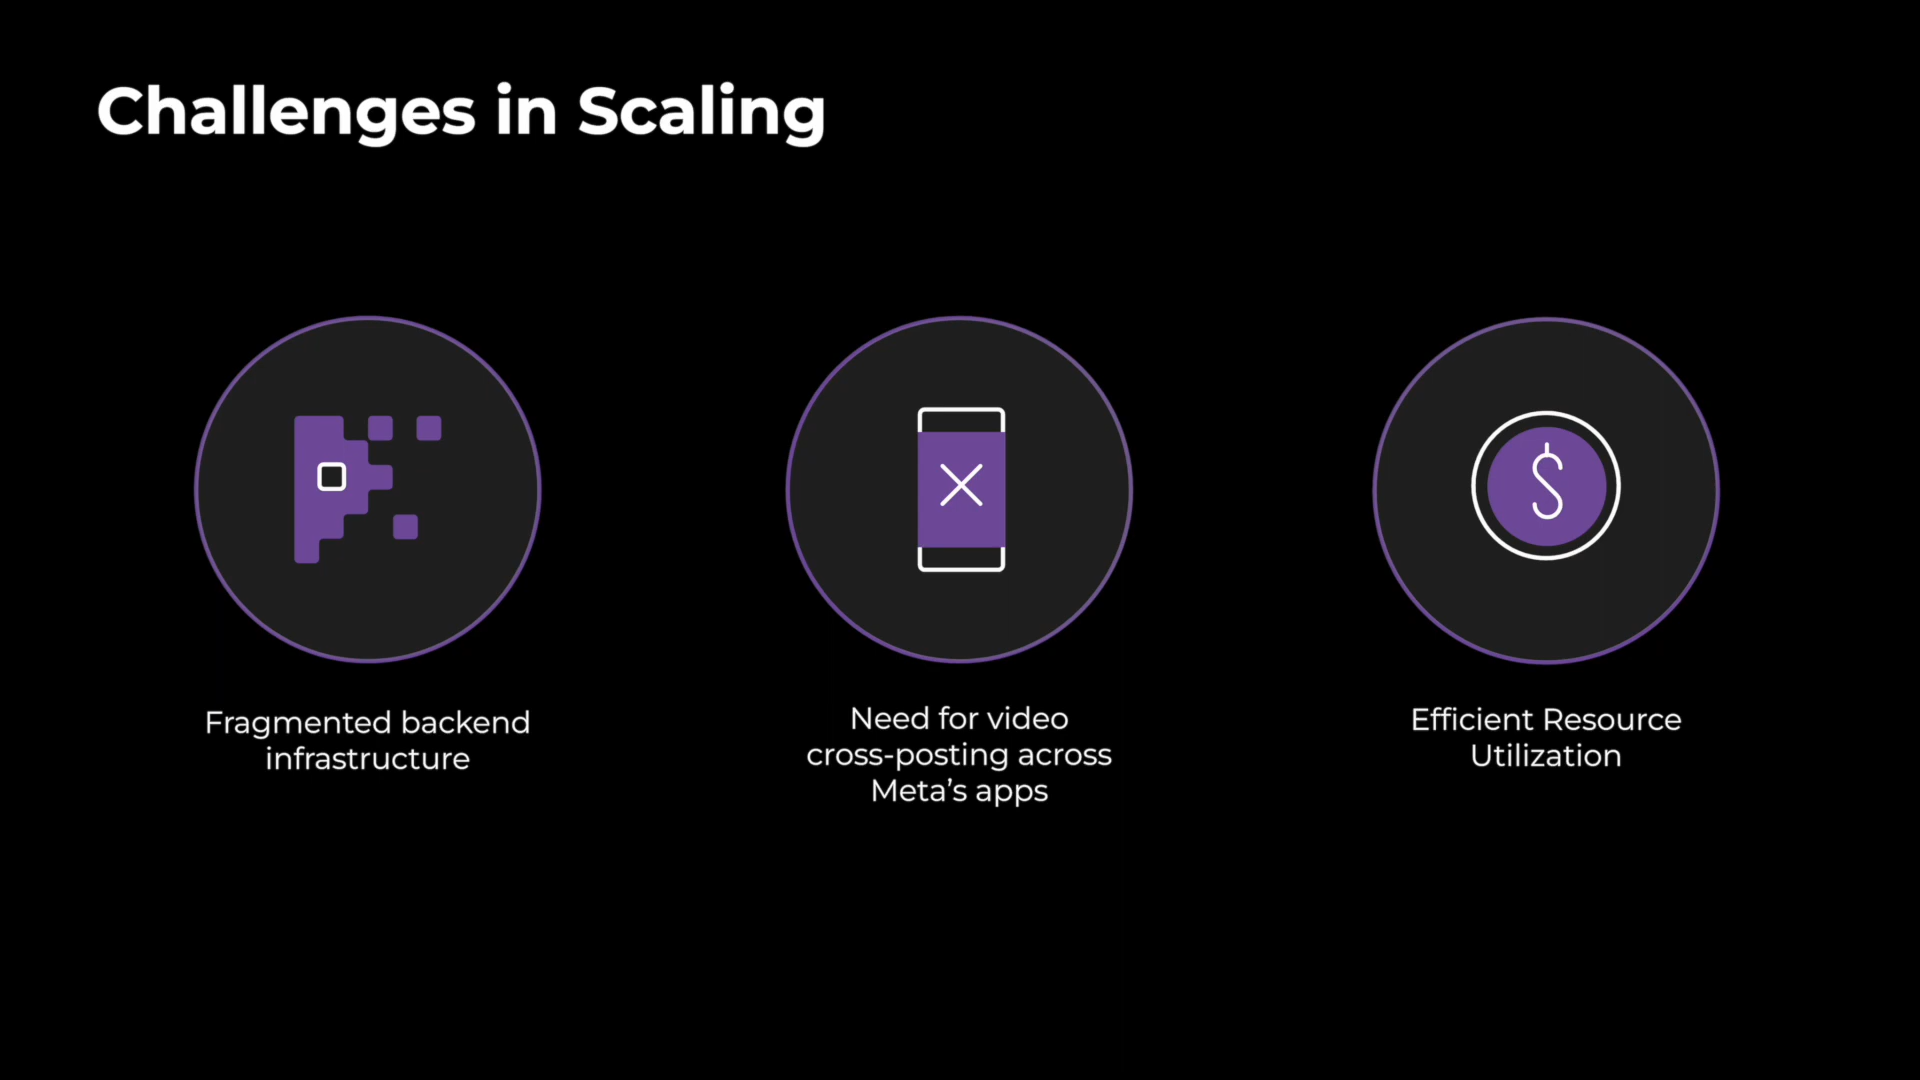 Challenges in Scaling
Fragmented backend
infrastructure
Need for video
cross-posting across
Meta’s apps
Efficient Resource
Utilization